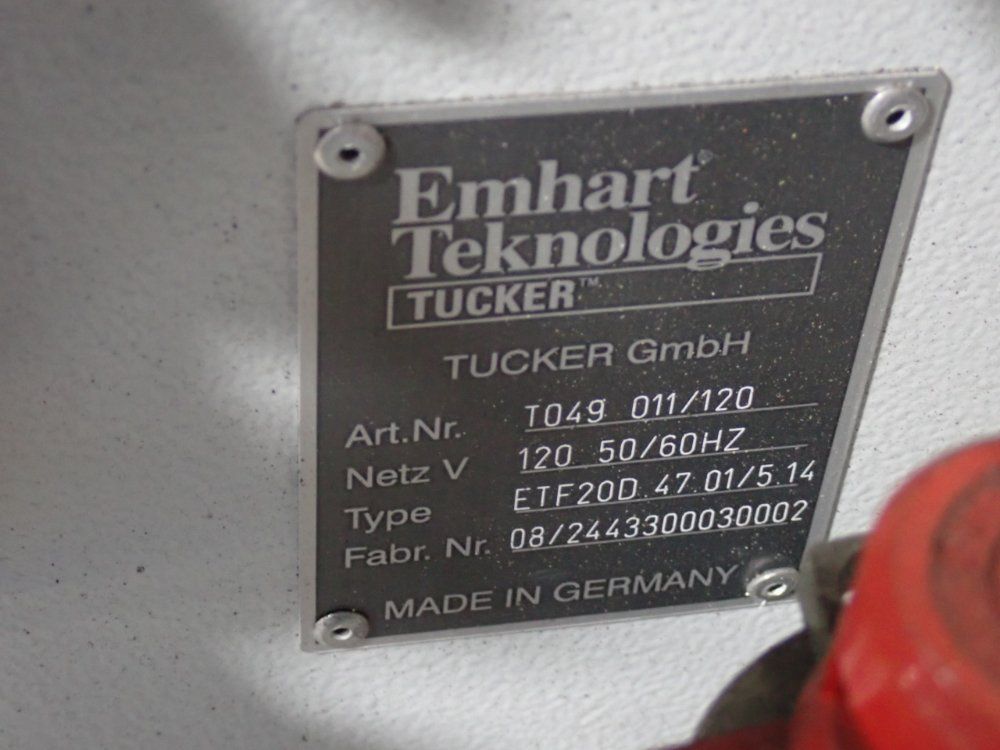 Emhart
Teknologies
TUCKER™
TUCKER GmbH
Art.Nr. T049 011/120
Netz V 120 50/60HZ
Type ETF20D.47.01/5.14
Fabr. Nr. 08/2443300030002
MADE IN GERMANY